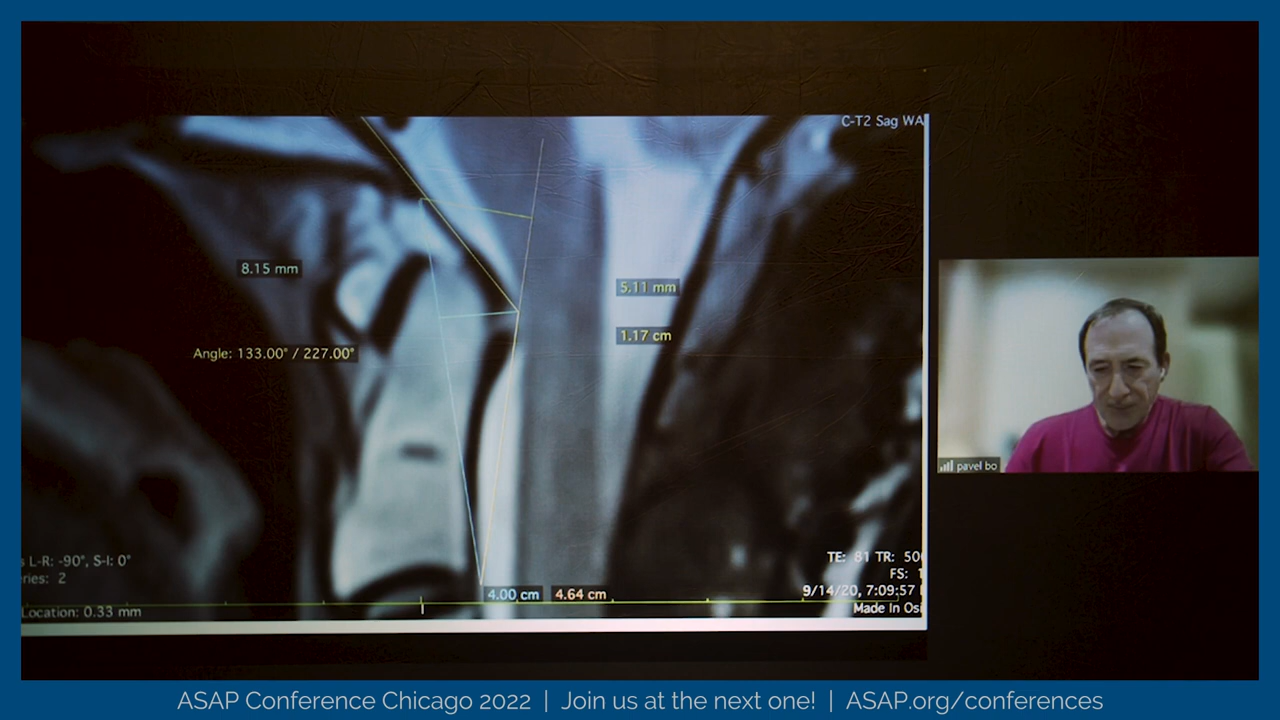 C-T2 Sag WA
8.15 mm
5.11 mm
1.17 cm
Angle: 133.00° / 227.00°
pavel bo
s L-R: -90°, S-I: 0°
ries: 2
Location: 0.33 mm
4.00 cm
4.64 cm
TE: 81 TR: 500
FS: 1
9/14/20, 7:09:57
Made In Osi
ASAP Conference Chicago 2022 | Join us at the next one! | ASAP.org/conferences